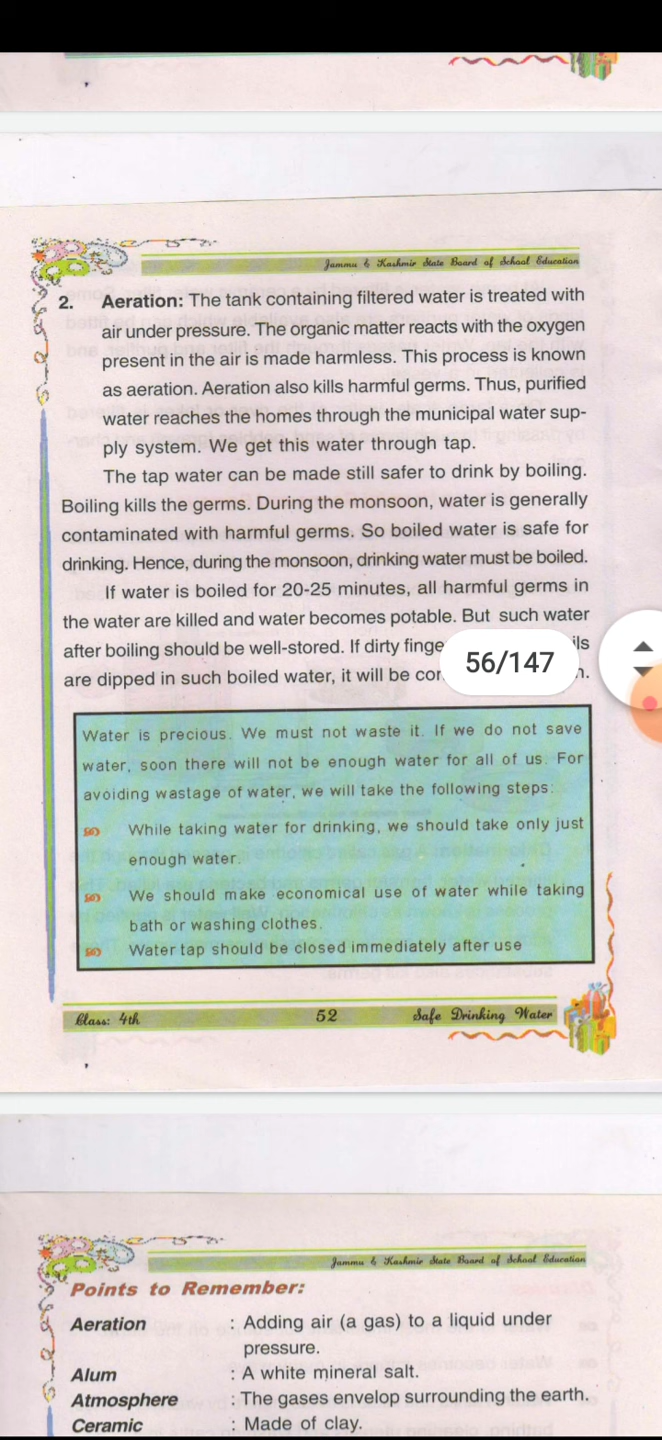 Jammu & Kashmir State Board of School Education
2. Aeration: The tank containing filtered water is treated with
air under pressure. The organic matter reacts with the oxygen
present in the air is made harmless. This process is known
as aeration. Aeration also kills harmful germs. Thus, purified
water reaches the homes through the municipal water sup-
ply system. We get this water through tap.
The tap water can be made still safer to drink by boiling.
Boiling kills the germs. During the monsoon, water is generally
contaminated with harmful germs. So boiled water is safe for
drinking. Hence, during the monsoon, drinking water must be boiled.
If water is boiled for 20-25 minutes, all harmful germs in
the water are killed and water becomes potable. But such water
after boiling should be well-stored. If dirty
56/147
are dipped in such boiled water, it will be
Water is precious. We must not waste it. If we do not save
water, soon there will not be enough water for all of us. For
avoiding wastage of water, we will take the following steps:
While taking water for drinking, we should take only just
enough water.
We should make economical use of water while taking
bath or washing clothes.
Water tap should be closed immediately after use
Class: 4th 52 Safe Drinking Water
Jammu & Kashmir State Board of School Education
Points to Remember:
Aeration : Adding air (a gas) to a liquid under
pressure.
Alum : A white mineral salt.
Atmosphere : The gases envelop surrounding the earth.
Ceramic : Made of clay.